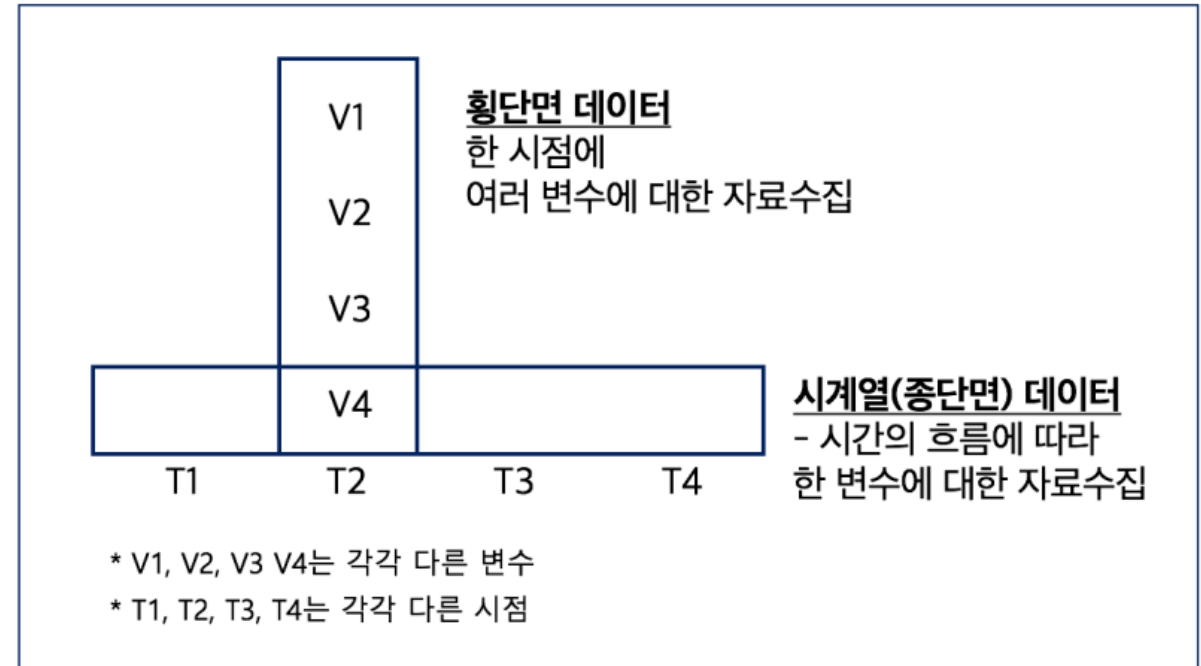 V1
횡단면 데이터
한 시점에
여러 변수에 대한 자료수집
V2
V3
V4
시계열(종단면) 데이터
- 시간의 흐름에 따라
한 변수에 대한 자료수집
T1 T2 T3 T4
* V1, V2, V3 V4는 각각 다른 변수
* T1, T2, T3, T4는 각각 다른 시점